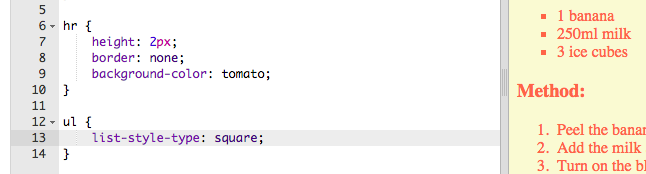 5
6 hr {
7 height: 2px;
8 border: none;
9 background-color: tomato;
10 }
11
12 ul {
13 list-style-type: square;
14 }
1 banana
250ml milk
3 ice cubes
Method:
1. Peel the
2. Add the milk
3. Turn on the